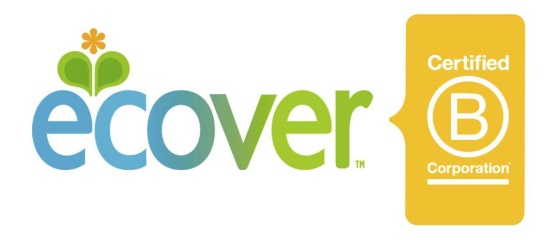 ecover™
Certified
B
Corporation